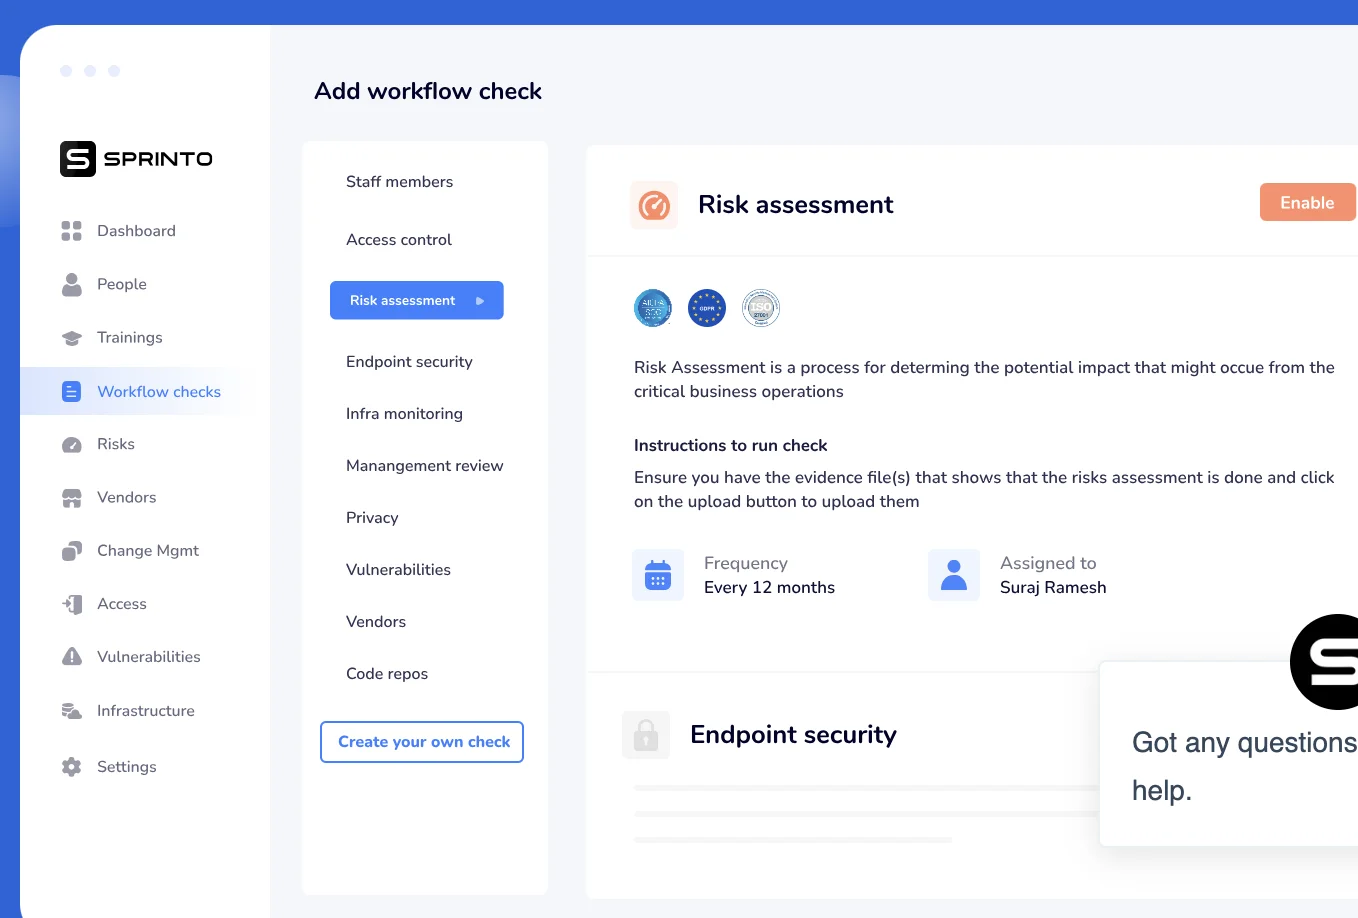 SPRINTO
Dashboard
People
Trainings
Workflow checks
Risks
Vendors
Change Mgmt
Access
Vulnerabilities
Infrastructure
Settings
Add workflow check
Staff members
Access control
Risk assessment
Endpoint security
Infra monitoring
Manangement review
Privacy
Vulnerabilities
Vendors
Code repos
Create your own check
Risk assessment
Enable
AICPA
SOC
GDPR
ISO
27001
Risk Assessment is a process for determing the potential impact that might occue from the
critical business operations
Instructions to run check
Ensure you have the evidence file(s) that shows that the risks assessment is done and click
on the upload button to upload them
Frequency
Every 12 months
Assigned to
Suraj Ramesh
Endpoint security
Got any questions
help.